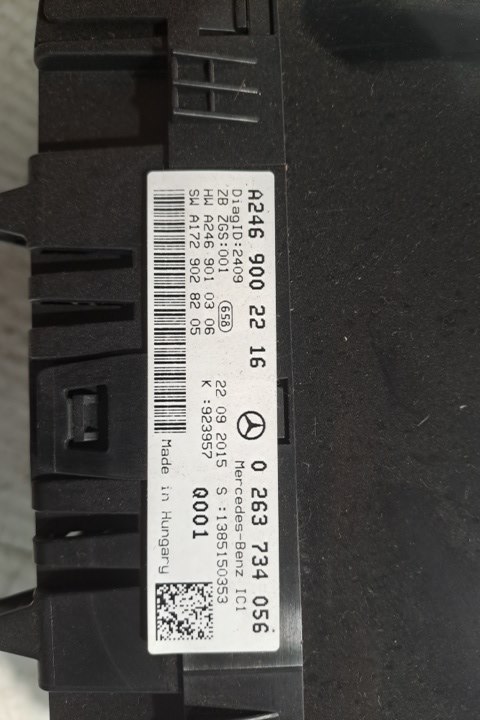 A246 900 22 16
0 263 734 056
DiagID:2409
Mercedes-Benz IC1
ZB ZGS:001
658
22 09 2015 S :1385150353
HW A246 901 03 06
K :923957
Q001
SW A172 902 82 05
Made in Hungary